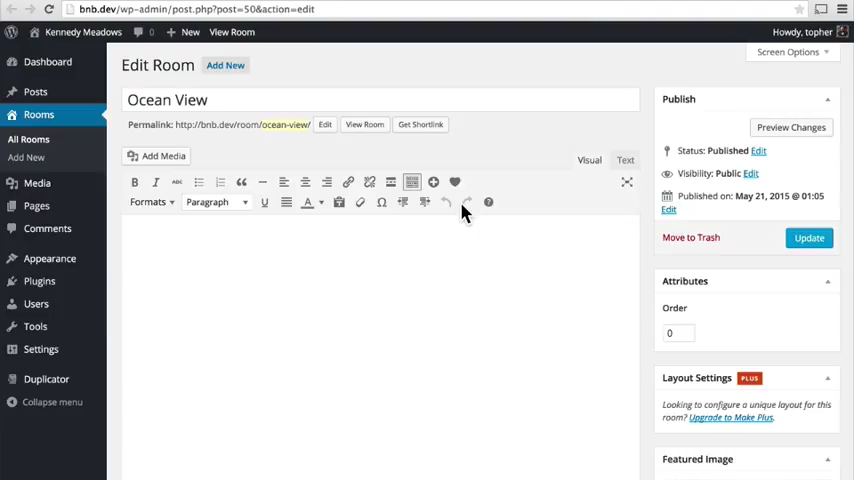 bnb.dev/wp-admin/post.php?post=50&action=edit
Kennedy Meadows 0 New View Room Howdy, topher
Screen Options
Dashboard
Posts
Rooms
All Rooms
Add New
Media
Pages
Comments
Appearance
Plugins
Users
Tools
Settings
Duplicator
Collapse menu
Edit Room Add New
Ocean View
Permalink: http://bnb.dev/room/ocean-view/ Edit View Room Get Shortlink
Add Media
Visual Text
B I ABC
Formats Paragraph U A Ω ?
Publish
Preview Changes
Status: Published Edit
Visibility: Public Edit
Published on: May 21, 2015 @ 01:05
Edit
Move to Trash Update
Attributes
Order
0
Layout Settings PLUS
Looking to configure a unique layout for this
room? Upgrade to Make Plus.
Featured Image